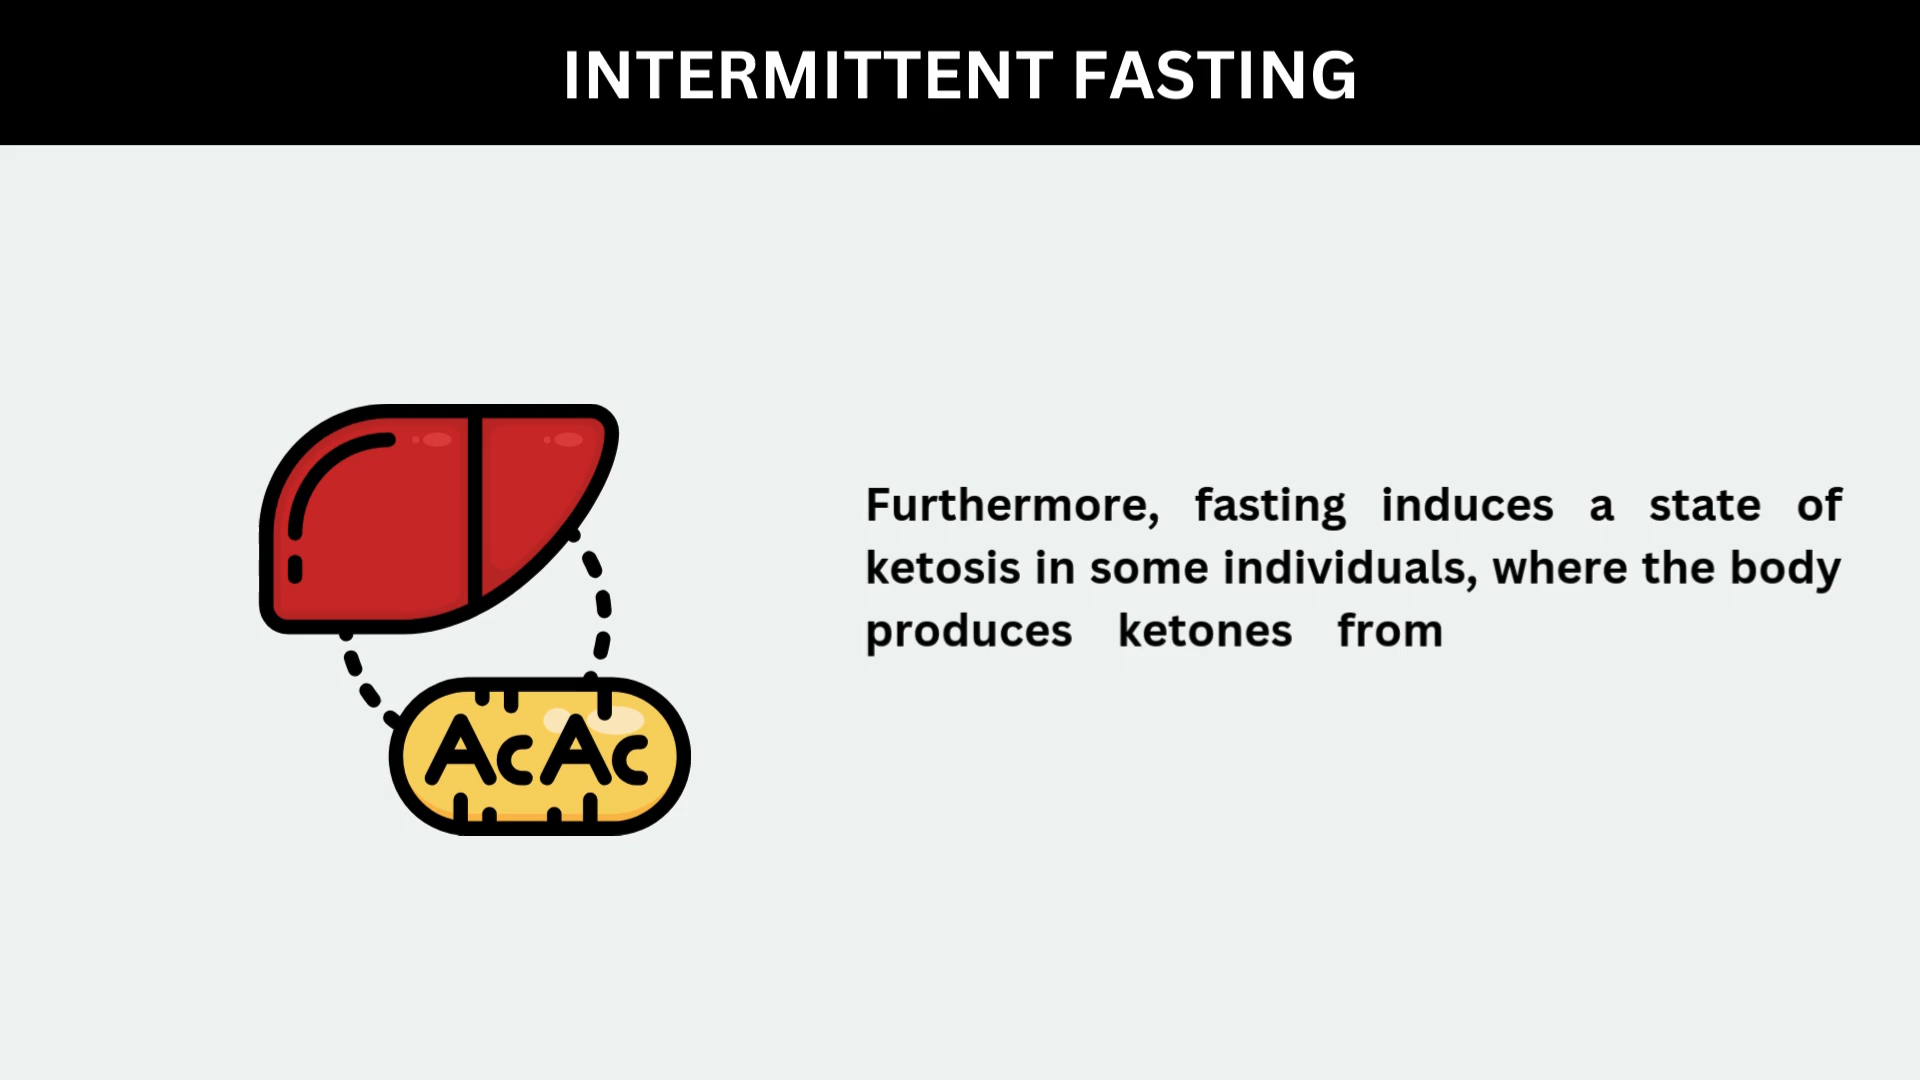 INTERMITTENT FASTING
Furthermore, fasting induces a state of
ketosis in some individuals, where the body
produces ketones from
AcAc